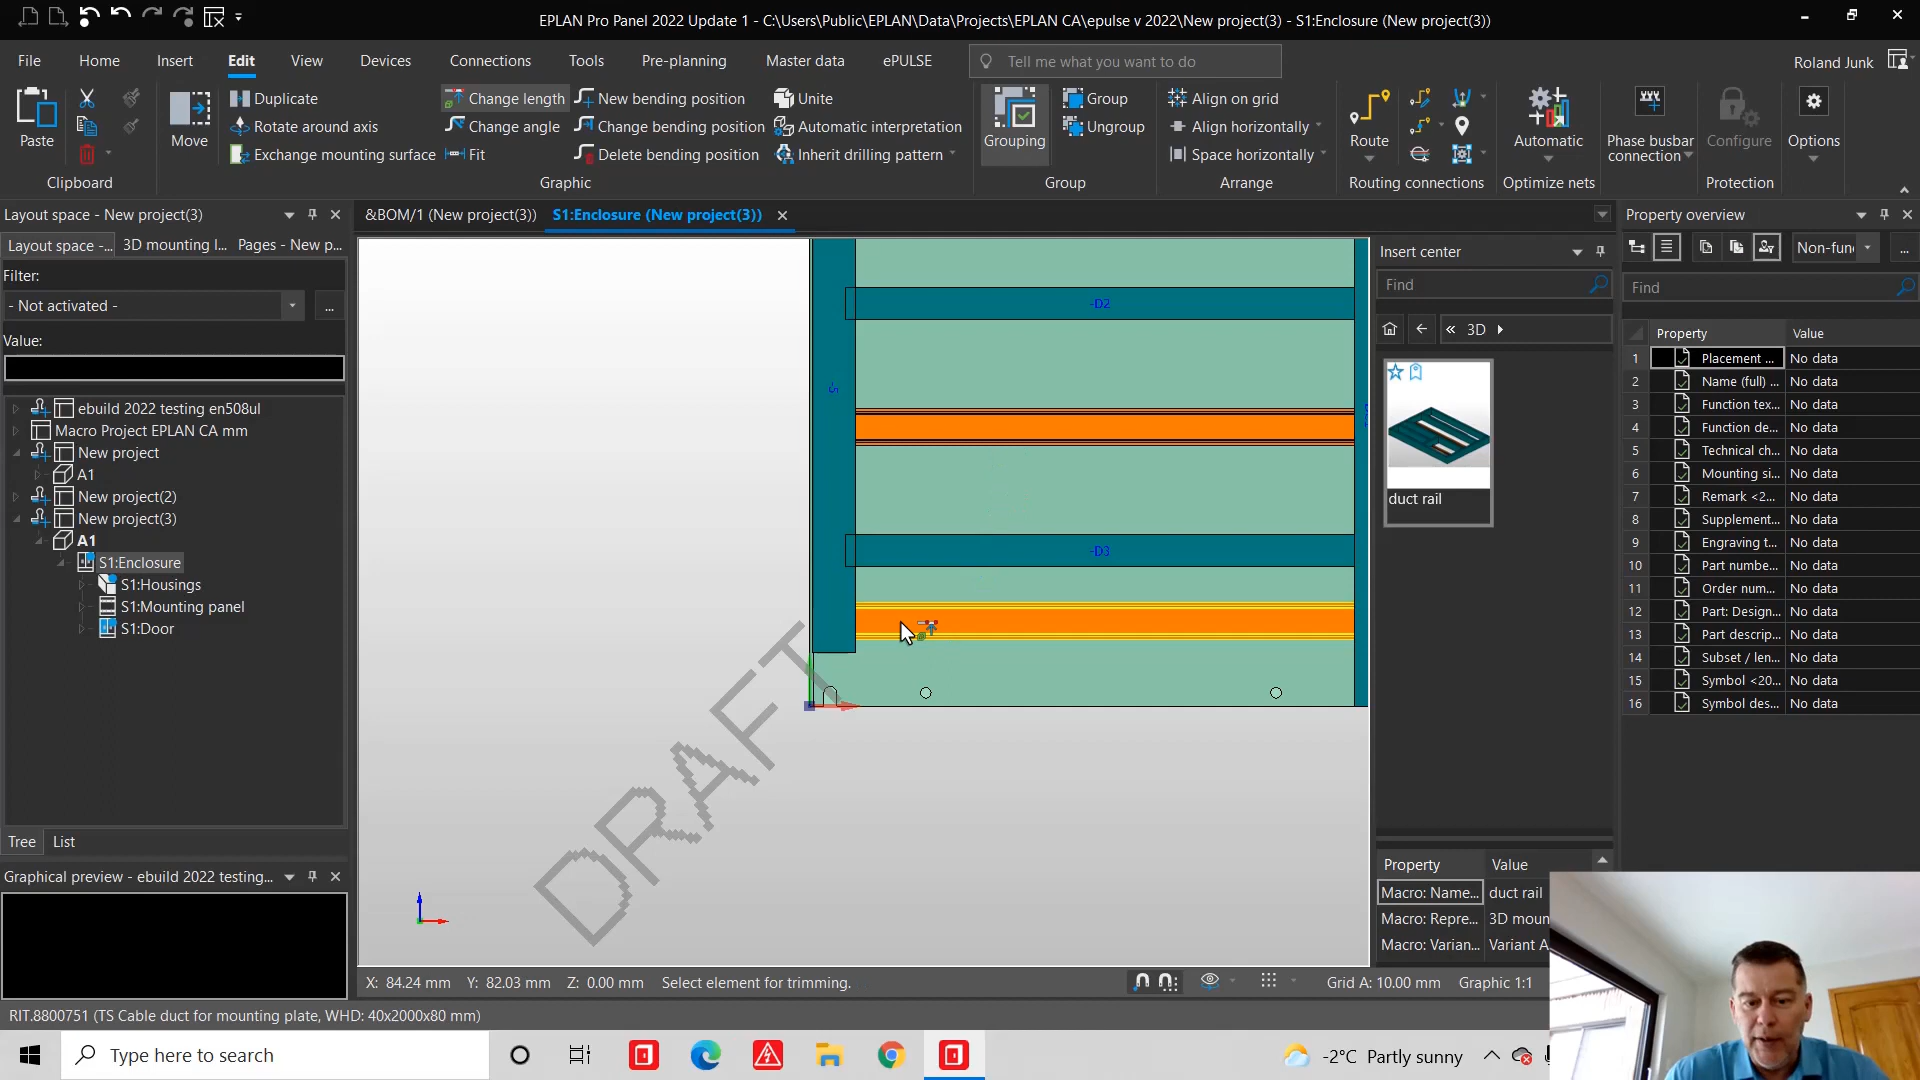 EPLAN Pro Panel 2022 Update 1 - C:\Users\Public\EPLAN\Data\Projects\EPLAN CA\epulse v 2022\New project(3) - S1:Enclosure (New project(3))
File Home Insert Edit View Devices Connections Tools Pre-planning Master data ePULSE Tell me what you want to do Roland Junk
Duplicate Change length New bending position Unite Group Align on grid
Rotate around axis Change angle Change bending position Automatic interpretation Ungroup Align horizontally
Paste Move Grouping Route Automatic Phase busbar connection Configure Options
Exchange mounting surface Fit Delete bending position Inherit drilling pattern Space horizontally
Clipboard Graphic Group Arrange Routing connections Optimize nets Protection
Layout space - New project(3)
Layout space -... 3D mounting l... Pages - New p...
Filter:
- Not activated - ...
Value:
ebuild 2022 testing en508ul
Macro Project EPLAN CA mm
New project
A1
New project(2)
New project(3)
A1
S1:Enclosure
S1:Housings
S1:Mounting panel
S1:Door
Tree List
Graphical preview - ebuild 2022 testing...
&BOM/1 (New project(3)) S1:Enclosure (New project(3))
-D2
-D3
DRAFT
X: 84.24 mm Y: 82.03 mm Z: 0.00 mm Select element for trimming. Grid A: 10.00 mm Graphic 1:1
RIT.8800751 (TS Cable duct for mounting plate, WHD: 40x2000x80 mm)
Insert center
Find
« 3D
duct rail
Property Value
Macro: Name... duct rail
Macro: Repre... 3D moun
Macro: Varian... Variant A
Property overview
Non-fun ...
Find
Property Value
1 Placement ... No data
2 Name (full) ... No data
3 Function tex... No data
4 Function de... No data
5 Technical ch... No data
6 Mounting si... No data
7 Remark <2... No data
8 Supplement... No data
9 Engraving t... No data
10 Part numbe... No data
11 Order num... No data
12 Part: Design... No data
13 Part descrip... No data
14 Subset / len... No data
15 Symbol <20... No data
16 Symbol des... No data
Type here to search
-2°C Partly sunny